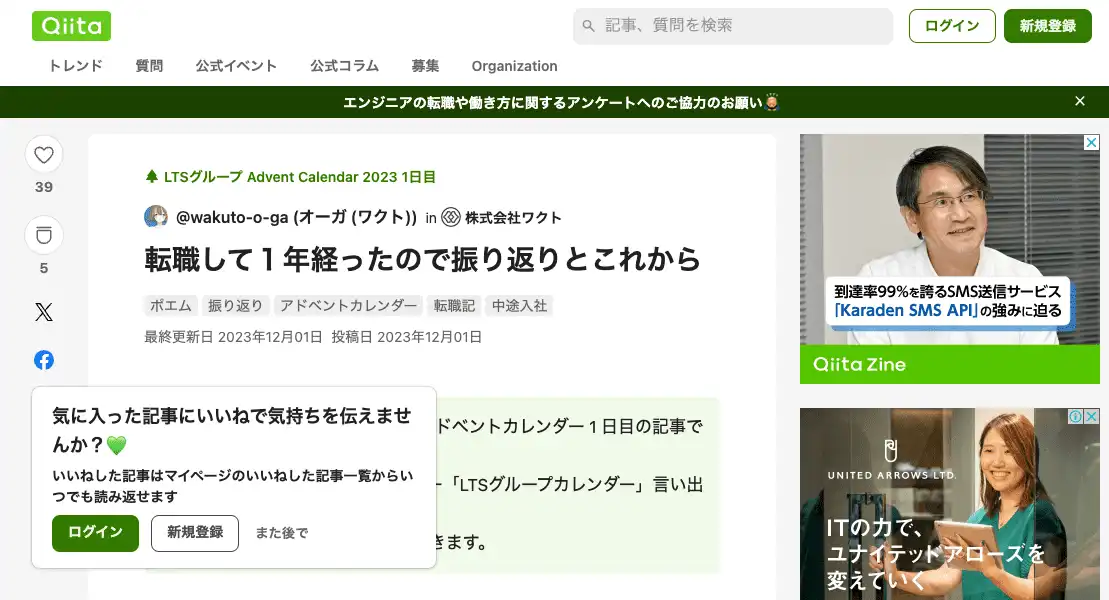 Qiita
記事、質問を検索
ログイン
新規登録
トレンド 質問 公式イベント 公式コラム 募集 Organization
エンジニアの転職や働き方に関するアンケートへのご協力のお願い
39
5
LTSグループ Advent Calendar 2023 1日目
@wakuto-o-ga (オーガ (ワクト)) in 株式会社ワクト
転職して１年経ったので振り返りとこれから
ポエム 振り返り アドベントカレンダー 転職記 中途入社
最終更新日 2023年12月01日 投稿日 2023年12月01日
ドベントカレンダー１日目の記事で
ー「LTSグループカレンダー」言い出
きます。
気に入った記事にいいねで気持ちを伝えませ
んか？💚
いいねした記事はマイページのいいねした記事一覧からい
つでも読み返せます
ログイン 新規登録 また後で
到達率99%を誇るSMS送信サービス
「Karaden SMS API」の強みに迫る
Qiita Zine
UNITED ARROWS LTD.
ITの力で、
ユナイテッドアローズを
変えていく